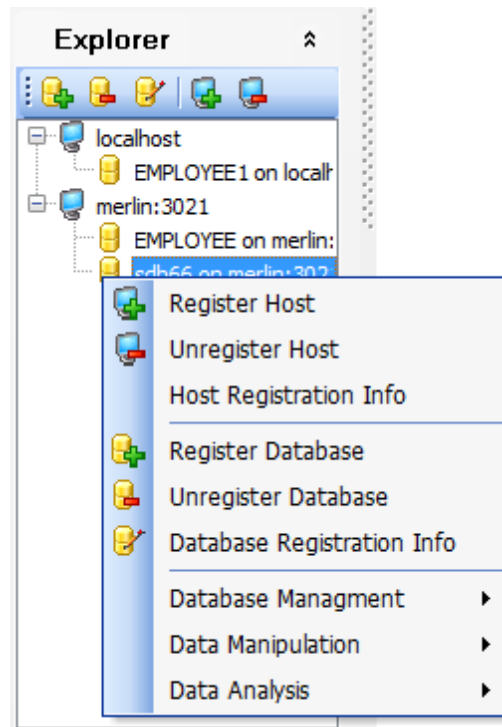 Explorer
localhost
EMPLOYEE1 on localh
merlin:3021
EMPLOYEE on merlin:
sdb66 on merlin:302
Register Host
Unregister Host
Host Registration Info
Register Database
Unregister Database
Database Registration Info
Database Managment
Data Manipulation
Data Analysis